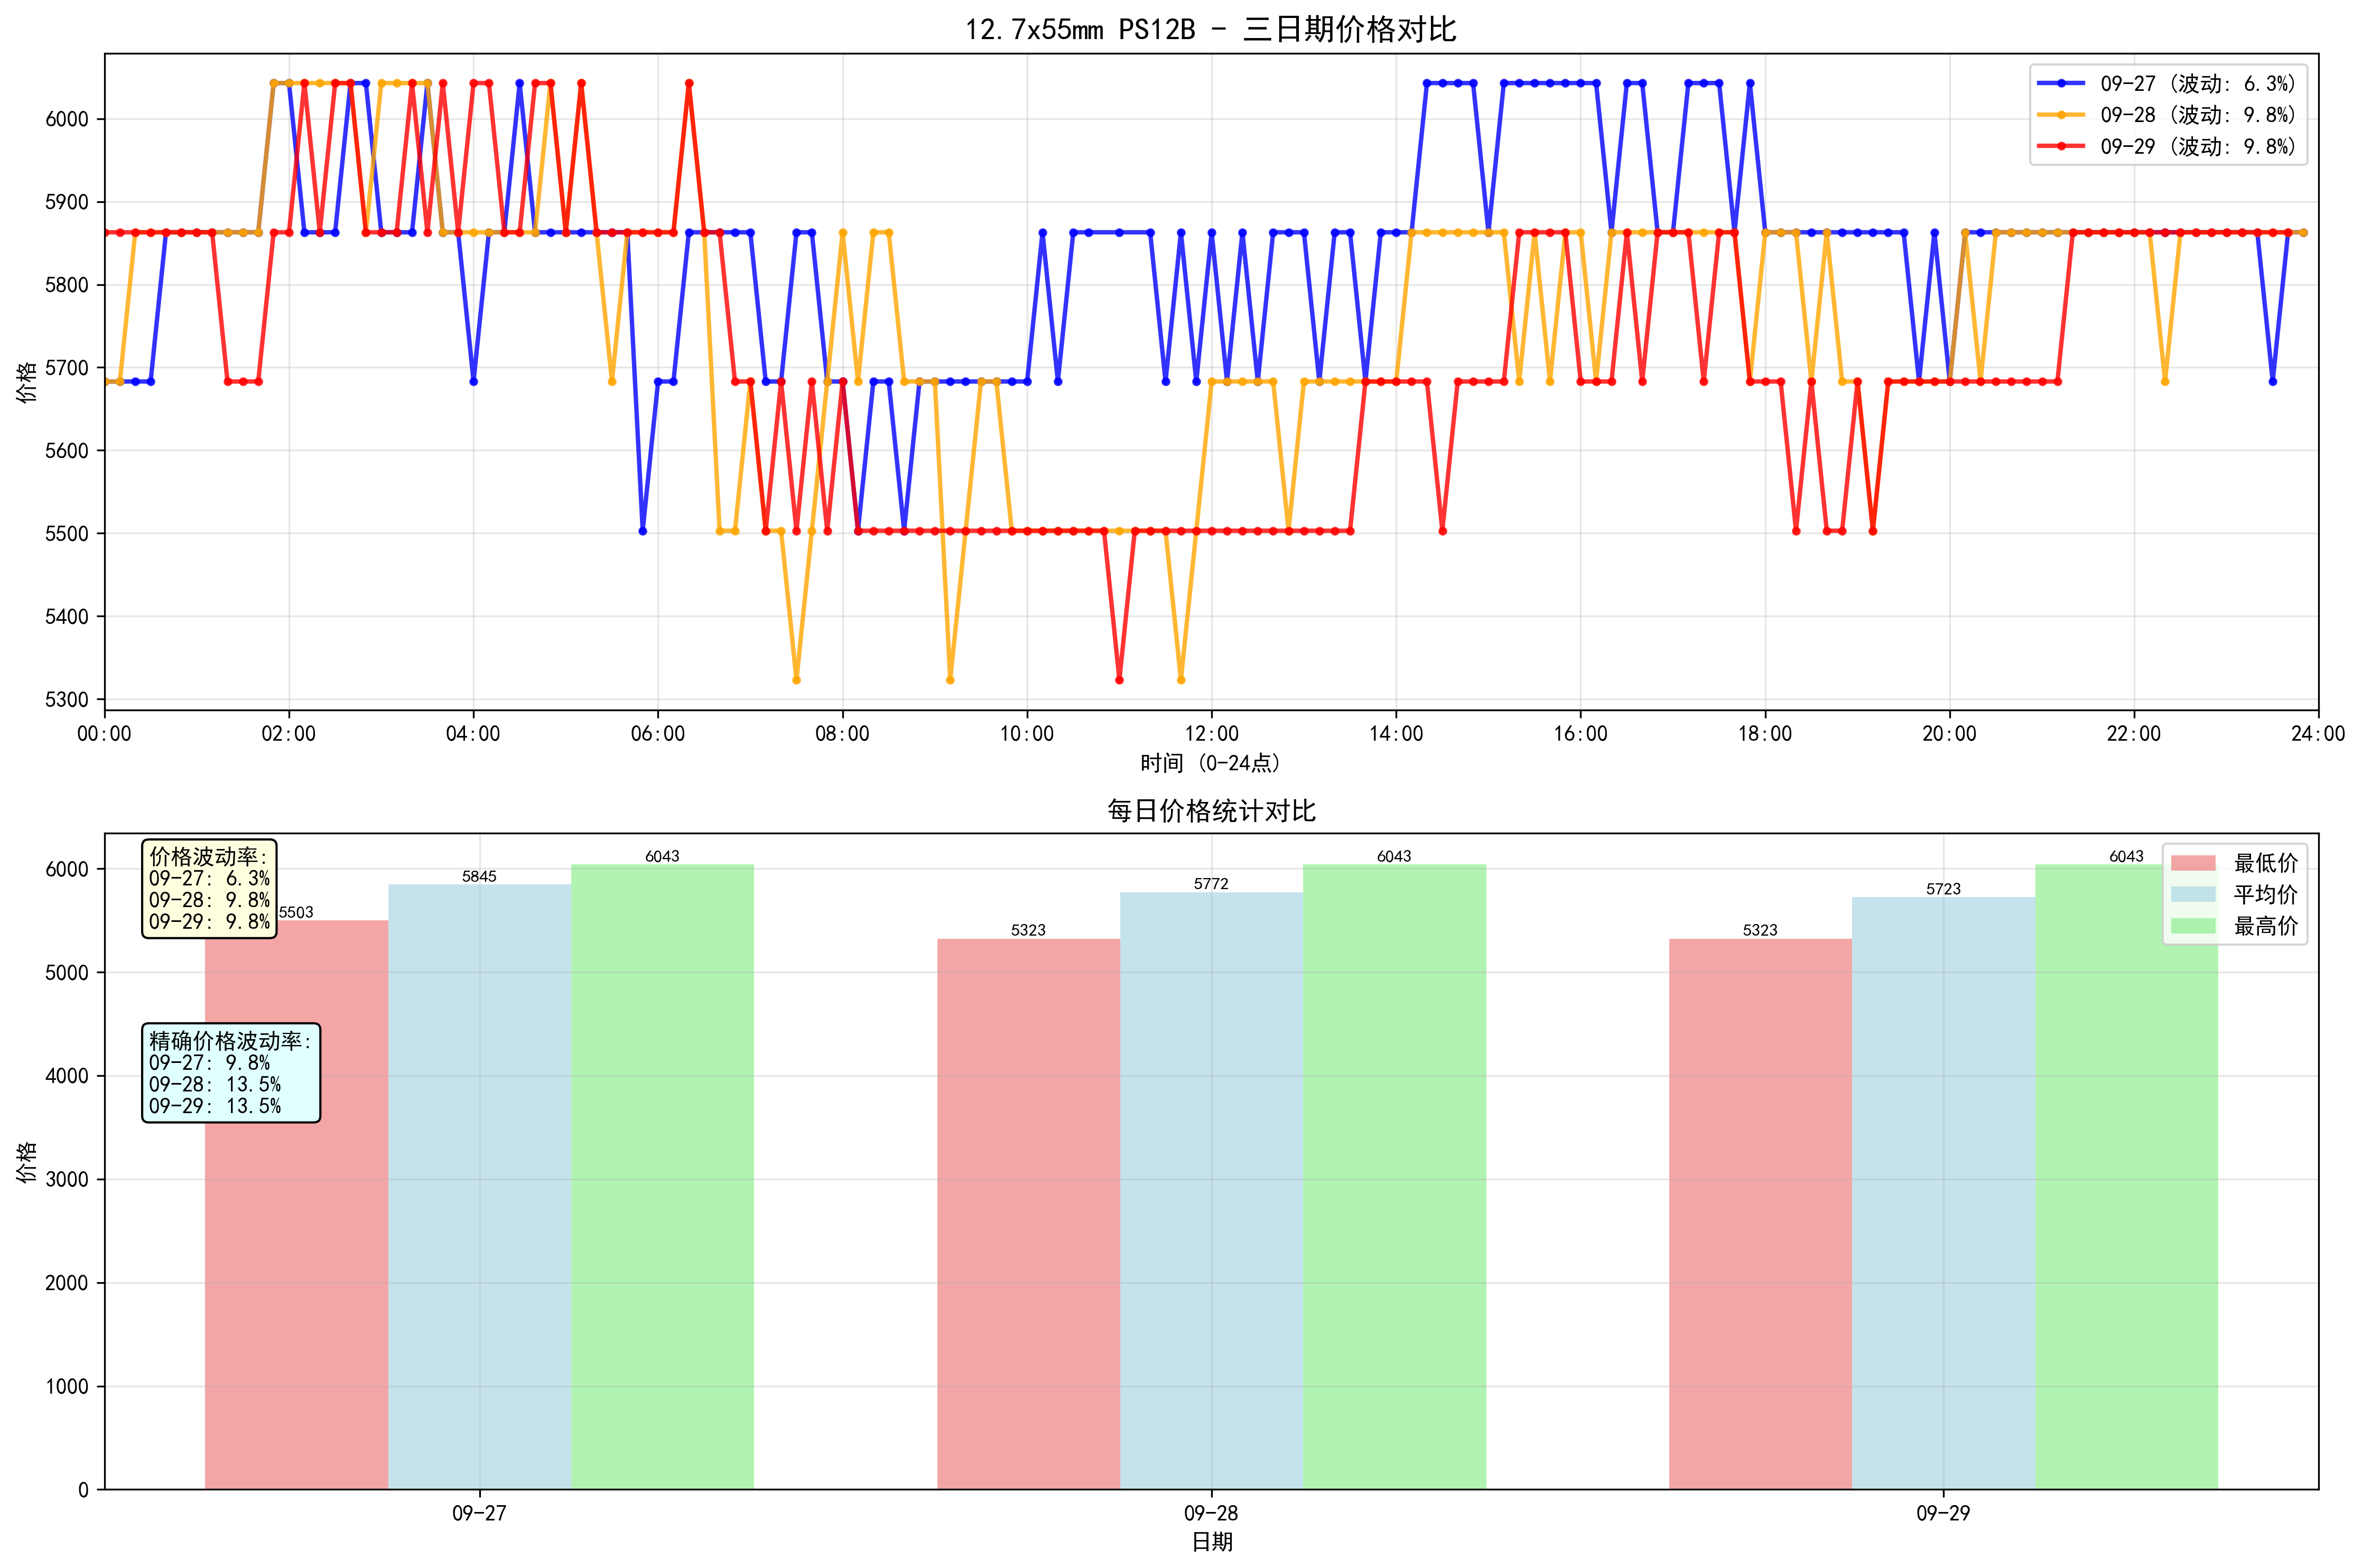 12.7x55mm PS12B - 三日期价格对比
09-27 (波动: 6.3%)
09-28 (波动: 9.8%)
09-29 (波动: 9.8%)
价格
6000
5900
5800
5700
5600
5500
5400
5300
00:00 02:00 04:00 06:00 08:00 10:00 12:00 14:00 16:00 18:00 20:00 22:00 24:00
时间 (0-24点)
每日价格统计对比
价格波动率:
09-27: 6.3%
09-28: 9.8%
09-29: 9.8%
精确价格波动率:
09-27: 9.8%
09-28: 13.5%
09-29: 13.5%
5503
5845
6043
5323
5772
6043
5323
5723
6043
最低价
平均价
最高价
价格
6000
5000
4000
3000
2000
1000
0
09-27 09-28 09-29
日期